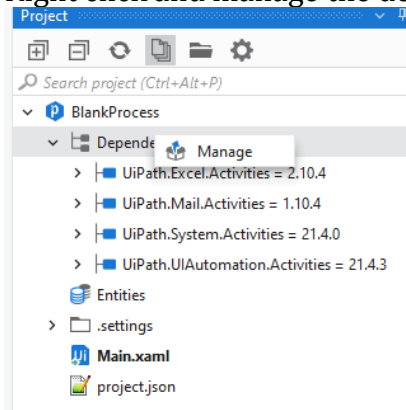 Project
Search project (Ctrl+Alt+P)
BlankProcess
Manage
UiPath.Excel.Activities = 2.10.4
UiPath.Mail.Activities = 1.10.4
UiPath.System.Activities = 21.4.0
UiPath.UIAutomation.Activities = 21.4.3
Entities
.settings
Ui Main.xaml
project.json